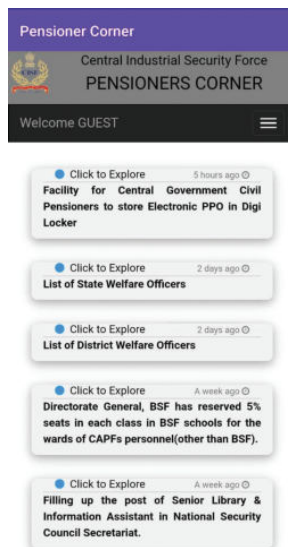 Pensioner Corner
Central Industrial Security Force
PENSIONERS CORNER
Welcome GUEST
Click to Explore 5 hours ago
Facility for Central Government Civil
Pensioners to store Electronic PPO in Digi
Locker
Click to Explore 2 days ago
List of State Welfare Officers
Click to Explore 2 days ago
List of District Welfare Officers
Click to Explore A week ago
Directorate General, BSF has reserved 5%
seats in each class in BSF schools for the
wards of CAPFs personnel(other than BSF).
Click to Explore A week ago
Filling up the post of Senior Library &
Information Assistant in National Security
Council Secretariat.